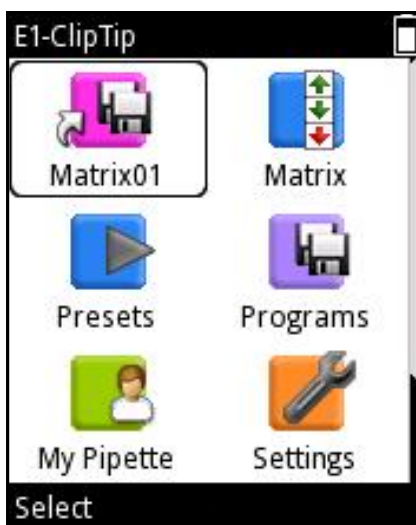 E1-ClipTip
Matrix01 Matrix
Presets Programs
My Pipette Settings
Select